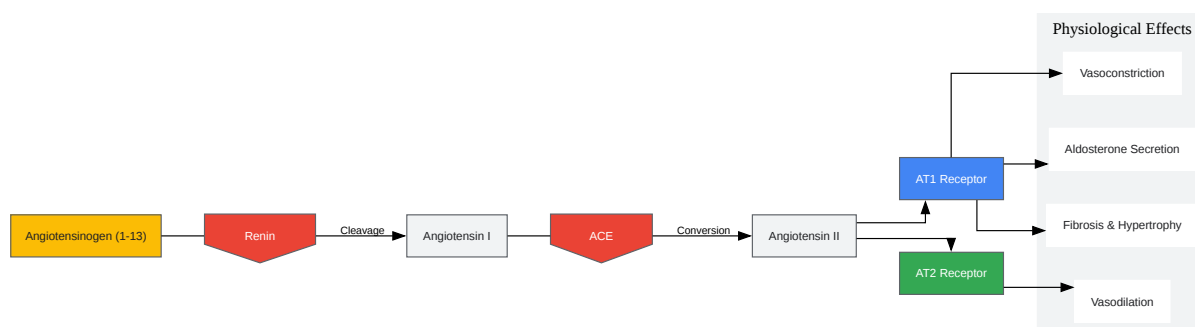 Physiological Effects
Vasoconstriction
Aldosterone Secretion
AT1 Receptor
Fibrosis & Hypertrophy
Angiotensinogen (1-13)
Renin
Cleavage
Angiotensin I
ACE
Conversion
Angiotensin II
AT2 Receptor
Vasodilation